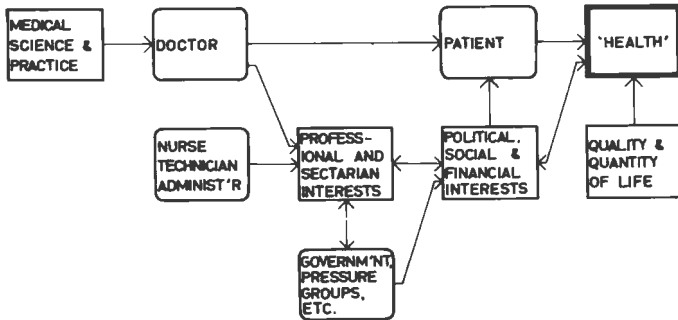 MEDICAL
SCIENCE &
PRACTICE
DOCTOR
PATIENT
'HEALTH'
NURSE
TECHNICIAN
ADMINIST'R
PROFESS-
IONAL AND
SECTARIAN
INTERESTS
POLITICAL,
SOCIAL &
FINANCIAL
INTERESTS
QUALITY &
QUANTITY
OF LIFE
GOVERNM'NT,
PRESSURE
GROUPS,
ETC.